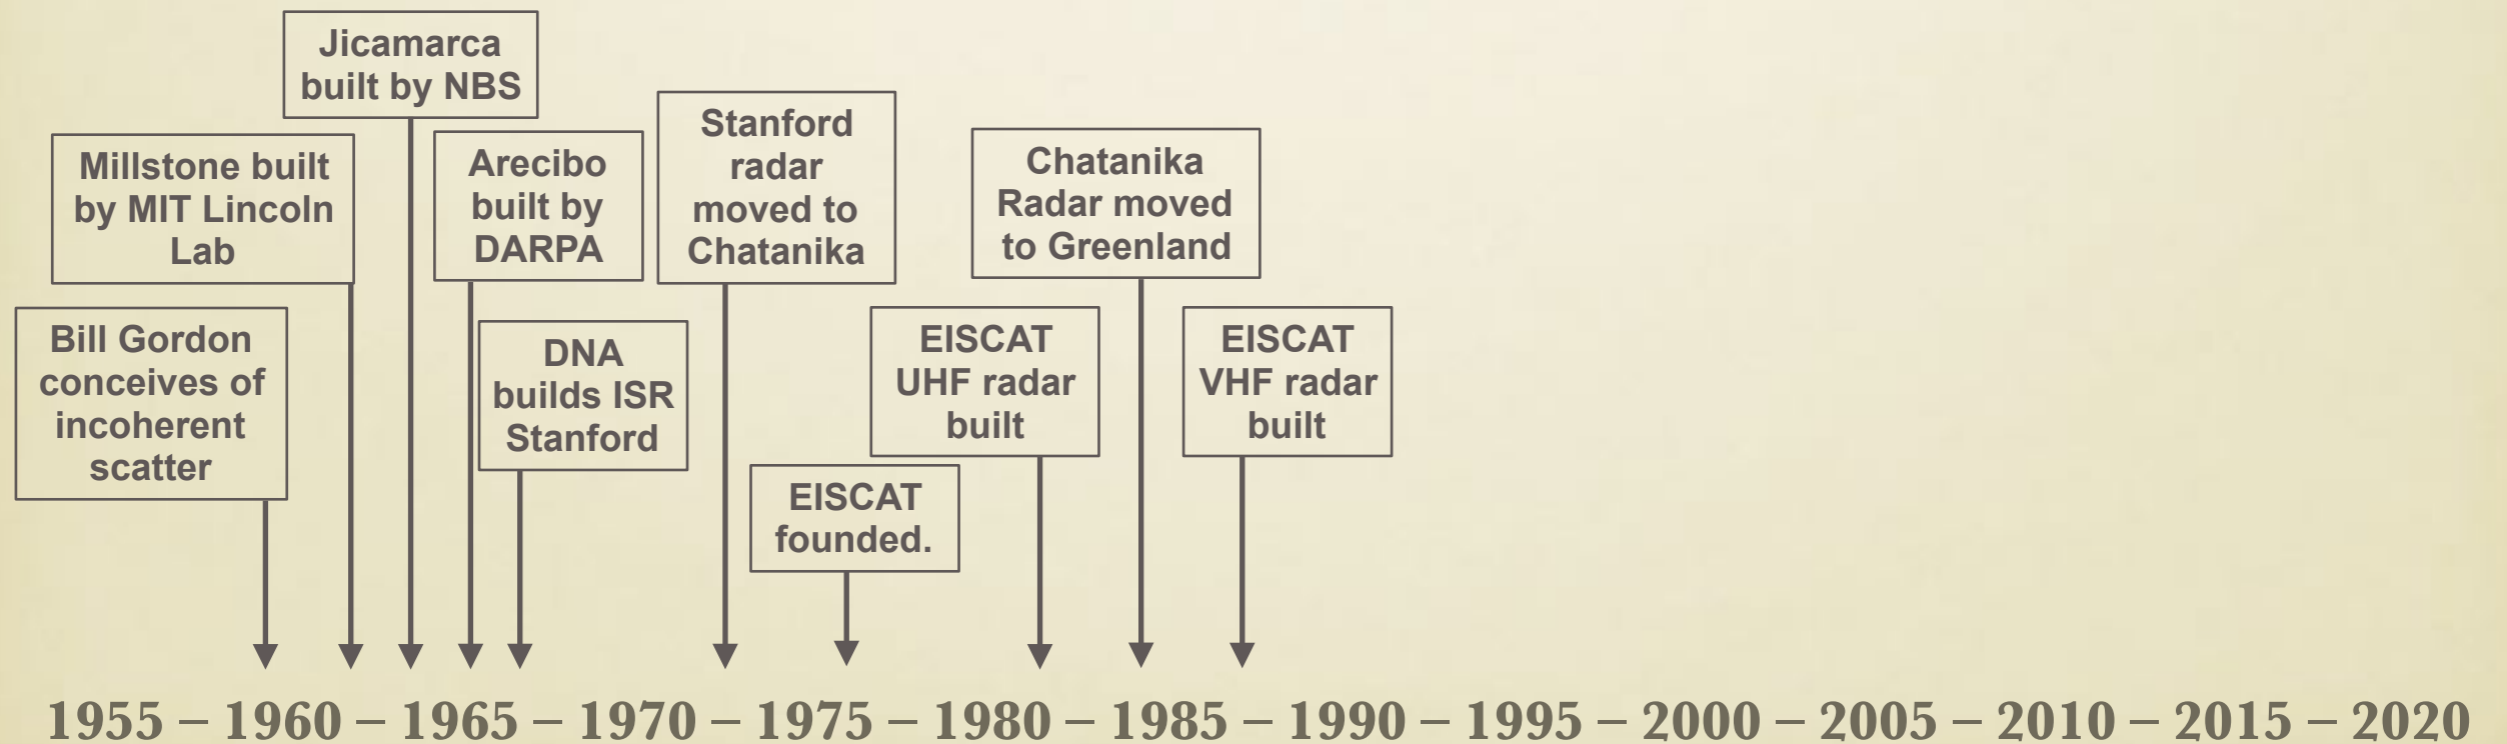 Jicamarca
built by NBS
Millstone built
by MIT Lincoln
Lab
Arecibo
built by
DARPA
Stanford
radar
moved to
Chatanika
Chatanika
Radar moved
to Greenland
Bill Gordon
conceives of
incoherent
scatter
DNA
builds ISR
Stanford
EISCAT
founded.
EISCAT
UHF radar
built
EISCAT
VHF radar
built
1955 – 1960 – 1965 – 1970 – 1975 – 1980 – 1985 – 1990 – 1995 – 2000 – 2005 – 2010 – 2015 – 2020